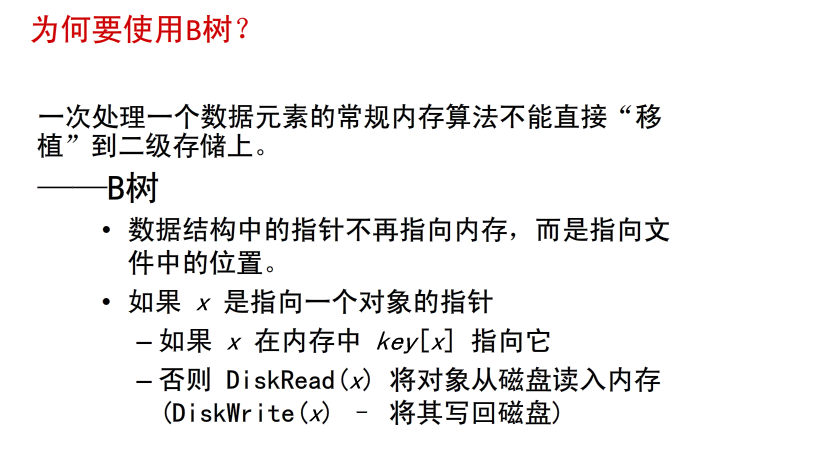 为何要使用B树？
一次处理一个数据元素的常规内存算法不能直接“移
植”到二级存储上。
——B树
• 数据结构中的指针不再指向内存，而是指向文
件中的位置。
• 如果 x 是指向一个对象的指针
– 如果 x 在内存中 key[x] 指向它
– 否则 DiskRead(x) 将对象从磁盘读入内存
(DiskWrite(x) – 将其写回磁盘)